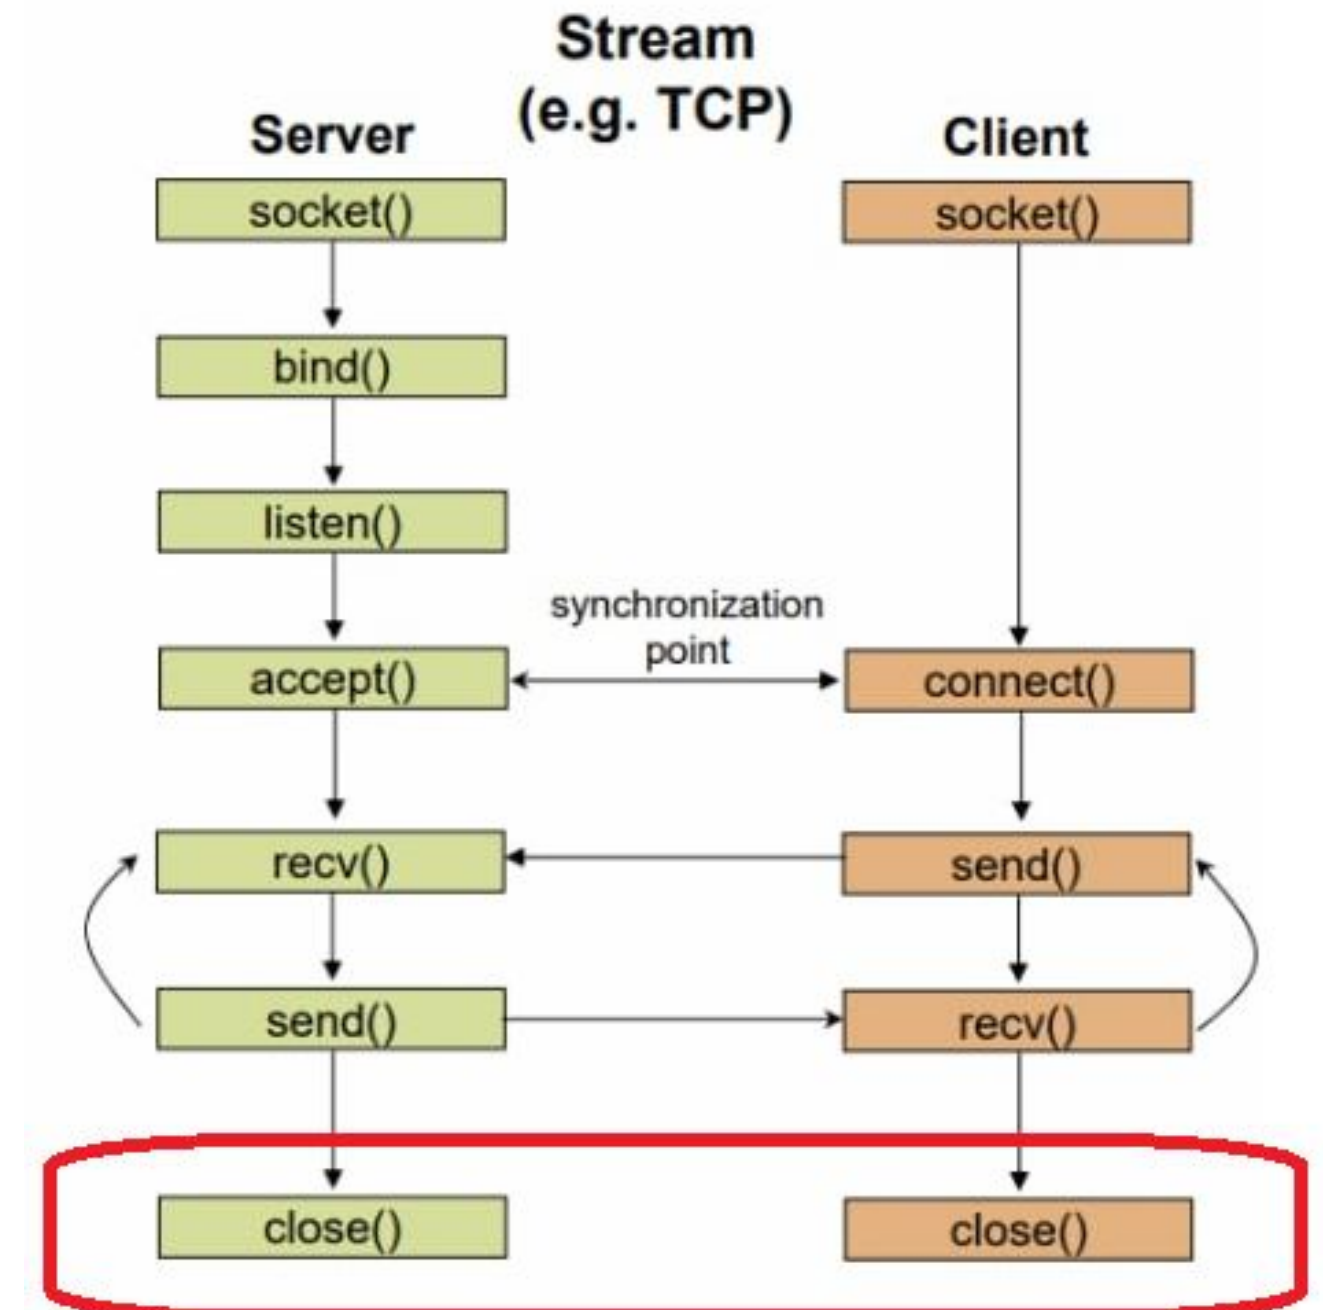 Stream
(e.g. TCP)
Server
Client
socket()
socket()
bind()
listen()
synchronization
point
accept()
connect()
recv()
send()
send()
recv()
close()
close()